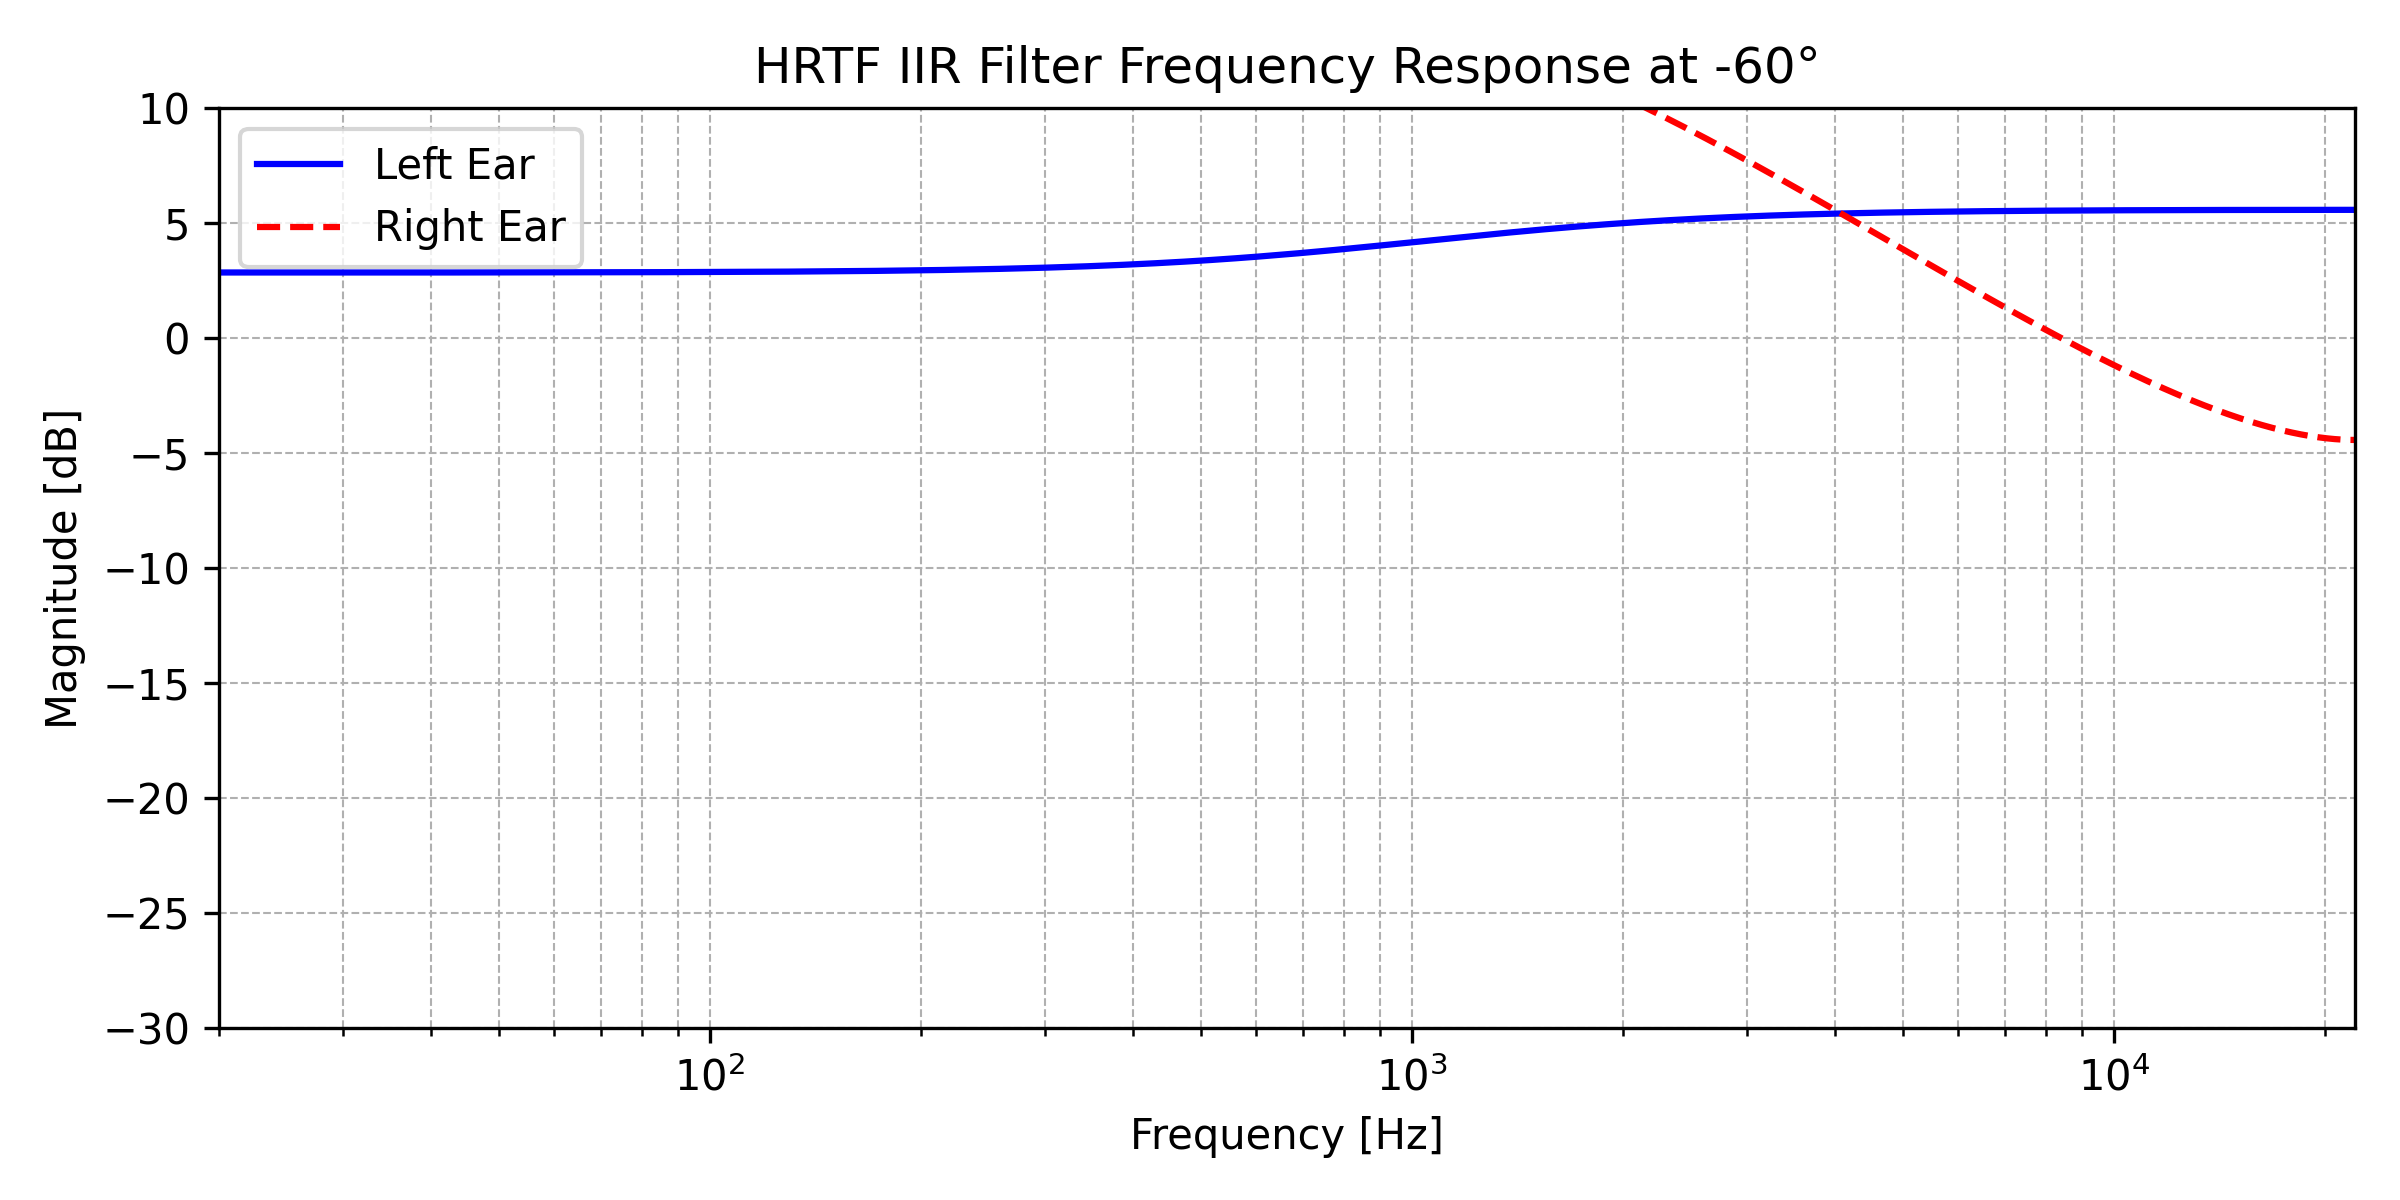 HRTF IIR Filter Frequency Response at -60°
10
5
0
−5
−10
−15
−20
−25
−30
Magnitude [dB]
Left Ear
Right Ear
10²
10³
10⁴
Frequency [Hz]